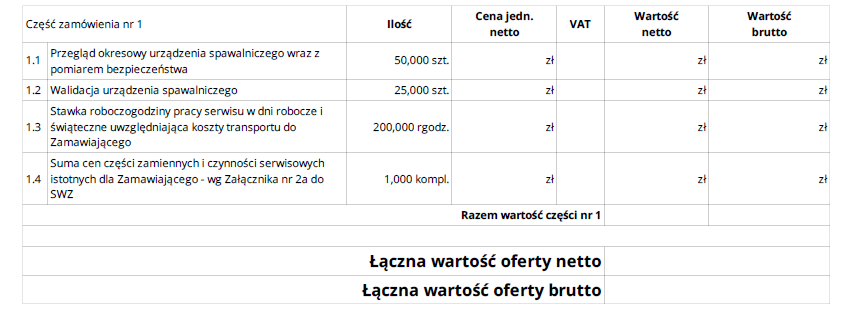 Część zamówienia nr 1 Ilość Cena jedn. netto VAT Wartość netto Wartość brutto
1.1 Przegląd okresowy urządzenia spawalniczego wraz z
pomiarem bezpieczeństwa 50,000 szt. zł zł zł
1.2 Walidacja urządzenia spawalniczego 25,000 szt. zł zł zł
1.3 Stawka roboczogodziny pracy serwisu w dni robocze i
świąteczne uwzględniająca koszty transportu do
Zamawiającego 200,000 rgodz. zł zł zł
1.4 Suma cen części zamiennych i czynności serwisowych
istotnych dla Zamawiającego - wg Załącznika nr 2a do
SWZ 1,000 kompl. zł zł zł
Razem wartość części nr 1
Łączna wartość oferty netto
Łączna wartość oferty brutto